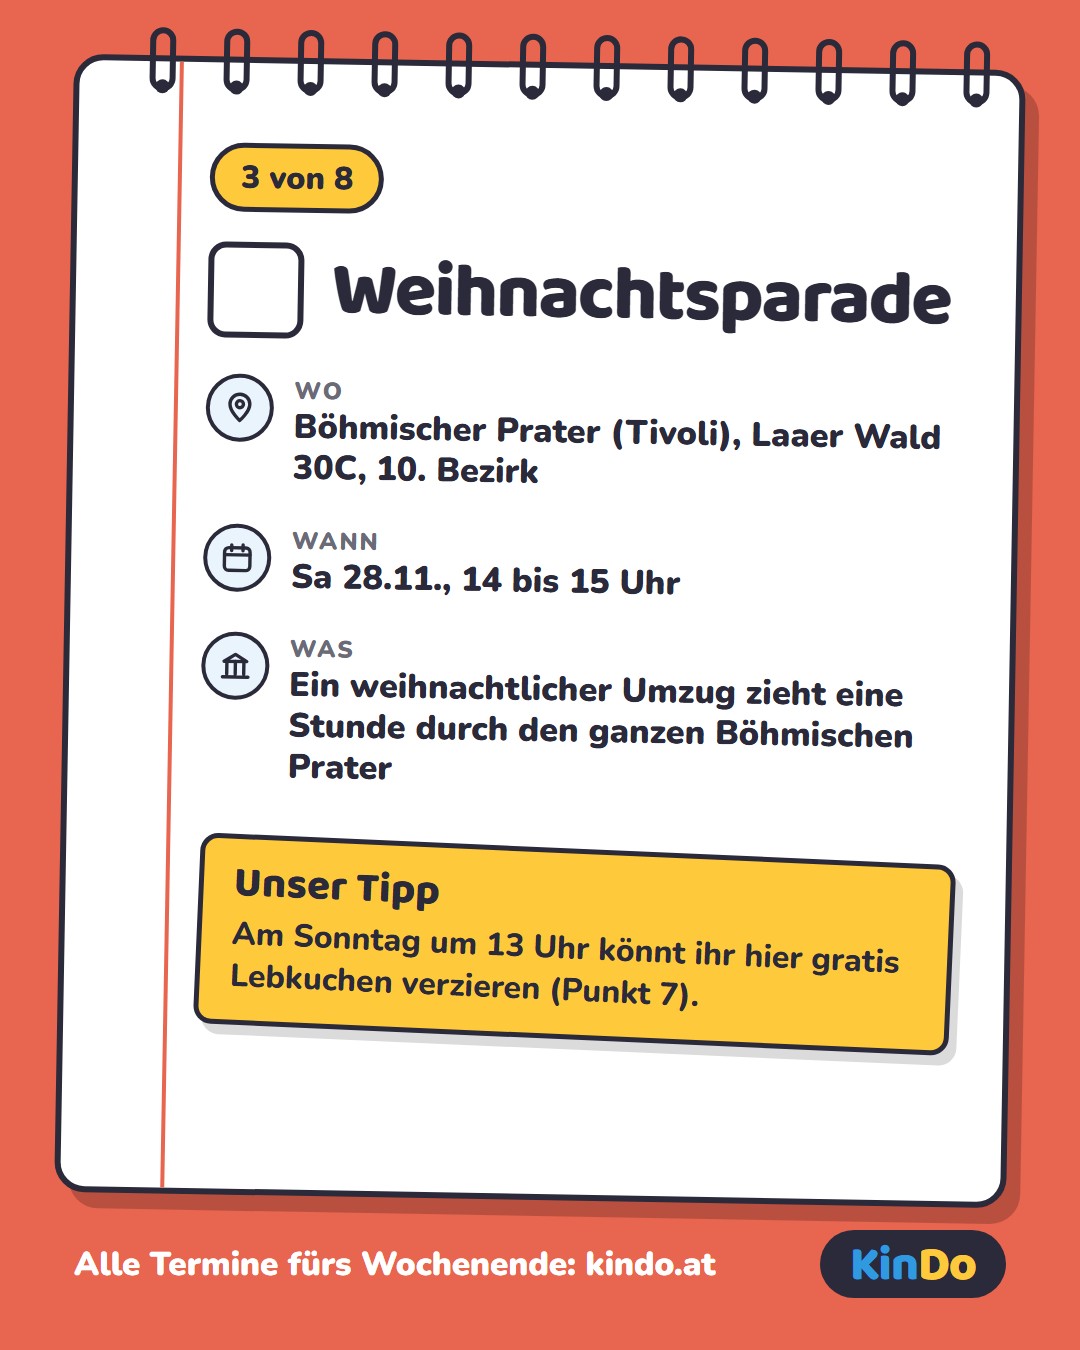 3 von 8
Weihnachtsparade
WO
Böhmischer Prater (Tivoli), Laaer Wald
30C, 10. Bezirk
WANN
Sa 28.11., 14 bis 15 Uhr
WAS
Ein weihnachtlicher Umzug zieht eine
Stunde durch den ganzen Böhmischen
Prater
Unser Tipp
Am Sonntag um 13 Uhr könnt ihr hier gratis
Lebkuchen verzieren (Punkt 7).
Alle Termine fürs Wochenende: kindo.at
KinDo